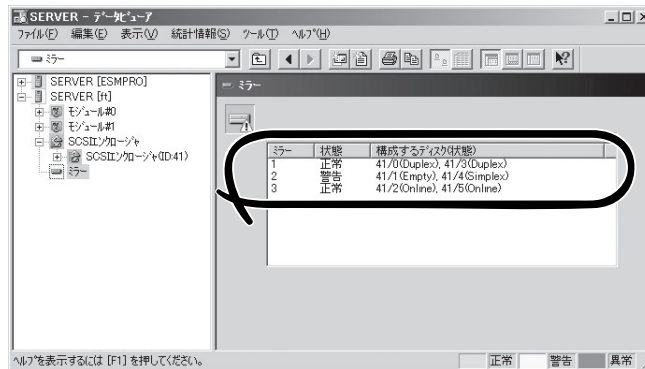 SERVER - データビューア
ファイル(F) 編集(E) 表示(V) 統計情報(S) ツール(T) ヘルプ(H)
ミラー
SERVER [ESMPRO]
SERVER [ft]
モジュール#0
モジュール#1
SCSIエンクロージャ
SCSIエンクロージャ(ID:41)
ミラー
ミラー
ミラー 状態 構成するディスク(状態)
1 正常 41/0(Duplex), 41/3(Duplex)
2 警告 41/1(Empty), 41/4(Simplex)
3 正常 41/2(Online), 41/5(Online)
ヘルプを表示するには [F1] を押してください。 正常 警告 異常